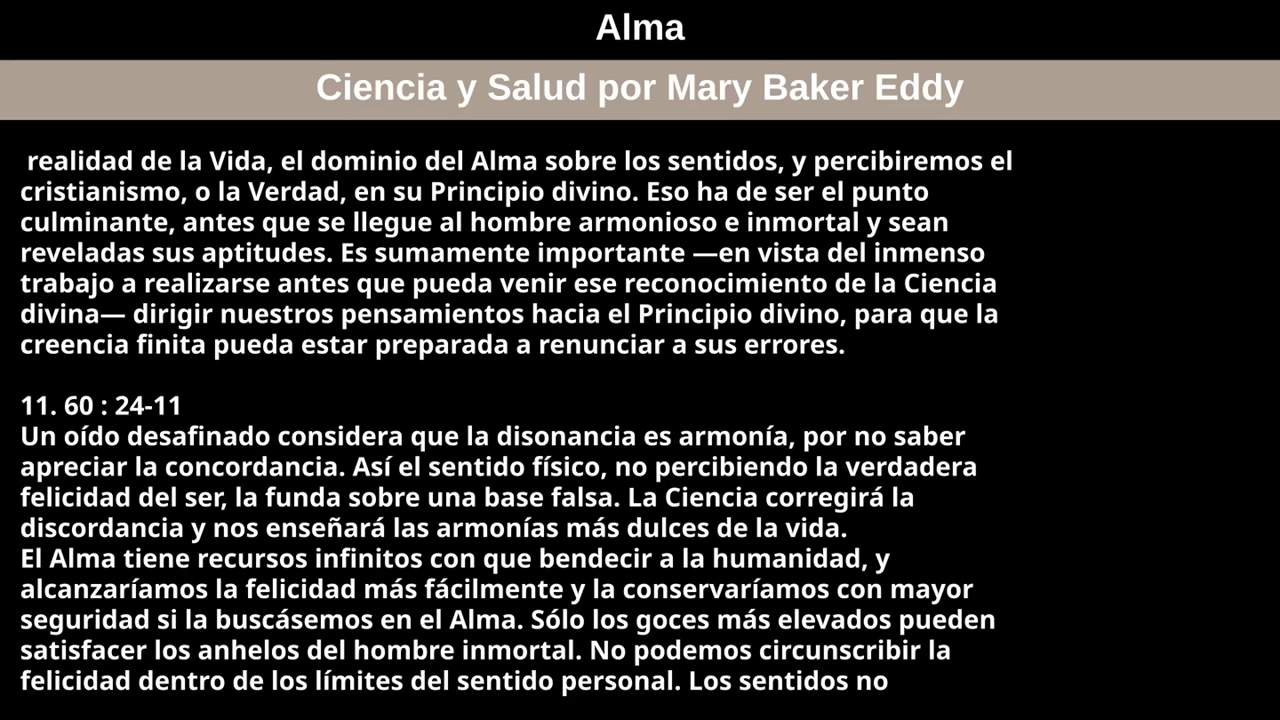 Alma
Ciencia y Salud por Mary Baker Eddy
realidad de la Vida, el dominio del Alma sobre los sentidos, y percibiremos el
cristianismo, o la Verdad, en su Principio divino. Eso ha de ser el punto
culminante, antes que se llegue al hombre armonioso e inmortal y sean
reveladas sus aptitudes. Es sumamente importante —en vista del inmenso
trabajo a realizarse antes que pueda venir ese reconocimiento de la Ciencia
divina— dirigir nuestros pensamientos hacia el Principio divino, para que la
creencia finita pueda estar preparada a renunciar a sus errores.
11. 60 : 24-11
Un oído desafinado considera que la disonancia es armonía, por no saber
apreciar la concordancia. Así el sentido físico, no percibiendo la verdadera
felicidad del ser, la funda sobre una base falsa. La Ciencia corregirá la
discordancia y nos enseñará las armonías más dulces de la vida.
El Alma tiene recursos infinitos con que bendecir a la humanidad, y
alcanzaríamos la felicidad más fácilmente y la conservaríamos con mayor
seguridad si la buscásemos en el Alma. Sólo los goces más elevados pueden
satisfacer los anhelos del hombre inmortal. No podemos circunscribir la
felicidad dentro de los límites del sentido personal. Los sentidos no